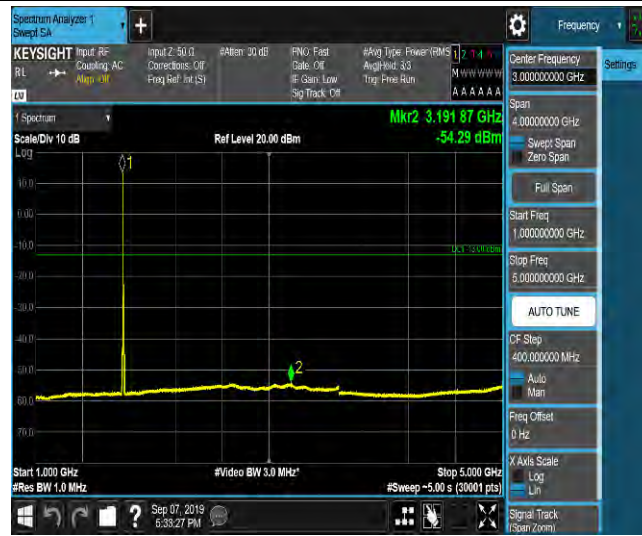 Spectrum Analyzer 1
Swept SA
+
Frequency
KEYSIGHT
Input: RF
Coupling: AC
Align: Off
RL
LXI
Input Z: 50 Ω
Corrections: Off
Freq Ref: Int (S)
#Atten: 30 dB
PNO: Fast
Gate: Off
IF Gain: Low
Sig Track: Off
#Avg Type: Power (RMS
Avg|Hold: 3/3
Trig: Free Run
1 2 3 4
M W W W W W
A A A A A A
Center Frequency
3.000000000 GHz
Settings
1 Spectrum
Mkr2 3.191 87 GHz
-54.29 dBm
Scale/Div 10 dB
Ref Level 20.00 dBm
Log
Span
4.00000000 GHz
Swept Span
Zero Span
Full Span
Start Freq
1.000000000 GHz
Stop Freq
5.000000000 GHz
AUTO TUNE
CF Step
400.000000 MHz
Auto
Man
Freq Offset
0 Hz
X Axis Scale
Log
Lin
Signal Track
(Span Zoom)
1
10.0
0.00
-10.0
DL1 -13.00 dBm
-20.0
-30.0
-40.0
-50.0
2
-60.0
-70.0
Start 1.000 GHz
#Video BW 3.0 MHz*
Stop 5.000 GHz
#Res BW 1.0 MHz
#Sweep ~5.00 s (30001 pts)
?
Sep 07, 2019
5:33:27 PM